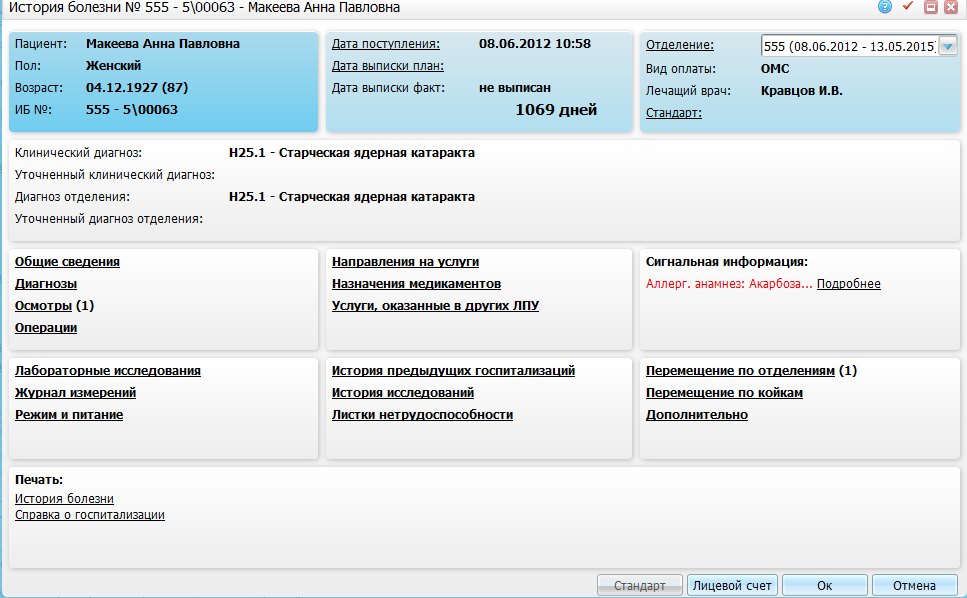 История болезни № 555 - 5\00063 - Макеева Анна Павловна
Пациент: Макеева Анна Павловна
Пол: Женский
Возраст: 04.12.1927 (87)
ИБ №: 555 - 5\00063
Дата поступления: 08.06.2012 10:58
Дата выписки план:
Дата выписки факт: не выписан
1069 дней
Отделение: 555 (08.06.2012 - 13.05.2015)
Вид оплаты: ОМС
Лечащий врач: Кравцов И.В.
Стандарт:
Клинический диагноз: H25.1 - Старческая ядерная катаракта
Уточненный клинический диагноз:
Диагноз отделения: H25.1 - Старческая ядерная катаракта
Уточненный диагноз отделения:
Общие сведения
Диагнозы
Осмотры (1)
Операции
Направления на услуги
Назначения медикаментов
Услуги, оказанные в других ЛПУ
Сигнальная информация:
Аллерг. анамнез: Акарбоза... Подробнее
Лабораторные исследования
Журнал измерений
Режим и питание
История предыдущих госпитализаций
История исследований
Листки нетрудоспособности
Перемещение по отделениям (1)
Перемещение по койкам
Дополнительно
Печать:
История болезни
Справка о госпитализации
Стандарт
Лицевой счет
Ок
Отмена